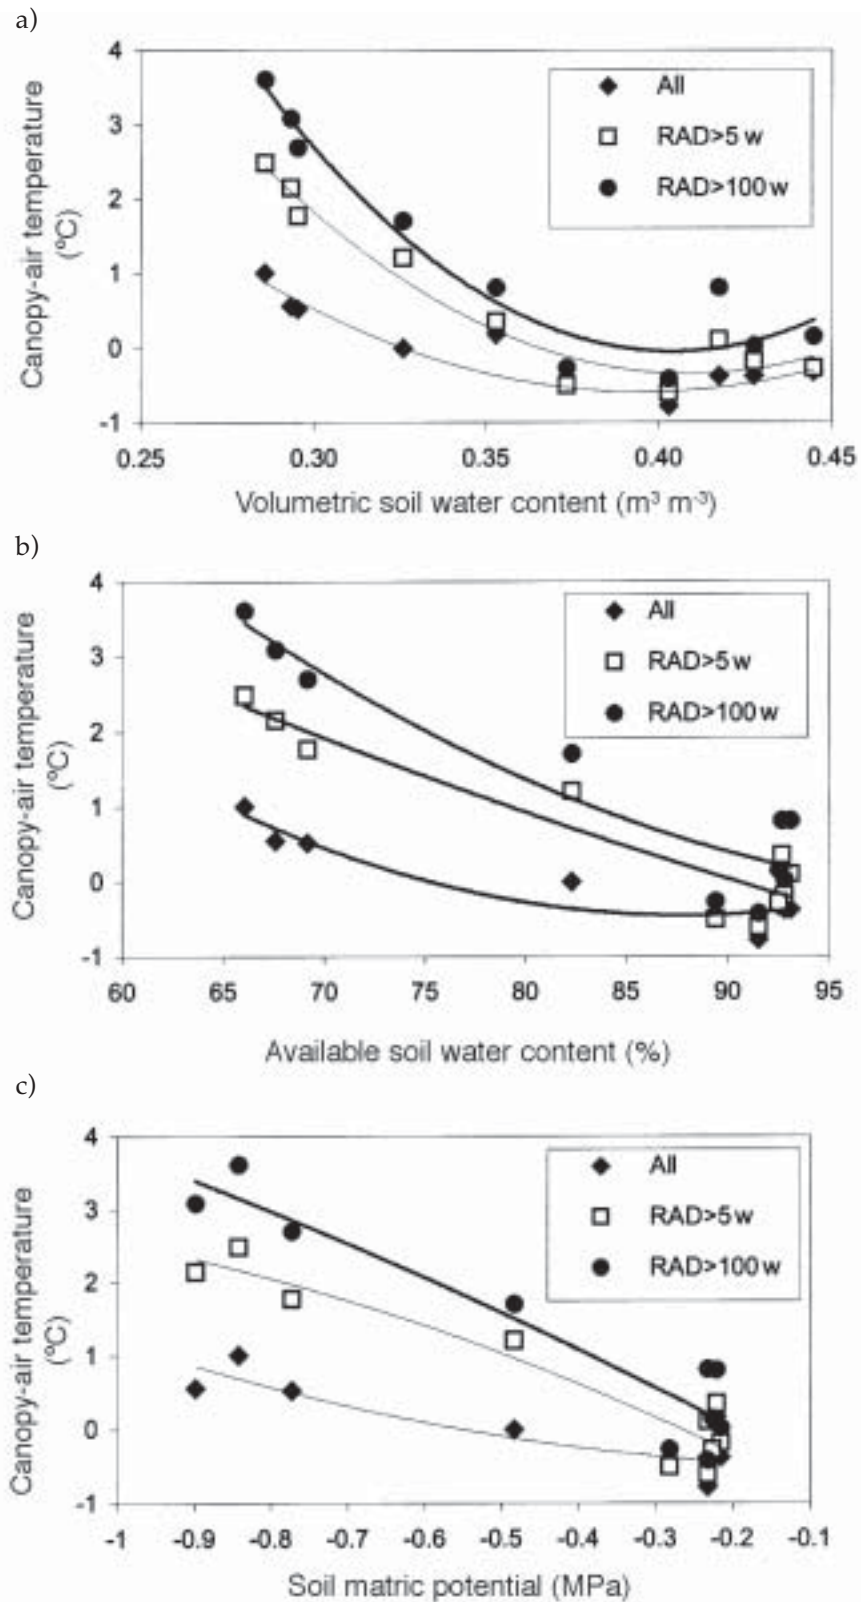 a)
Canopy-air temperature
(ºC)
4
3
2
1
0
-1
All
RAD>5 w
RAD>100 w
0.25 0.30 0.35 0.40 0.45
Volumetric soil water content (m³ m-³)
b)
Canopy-air temperature
(ºC)
4
3
2
1
0
-1
All
RAD>5 w
RAD>100 w
60 65 70 75 80 85 90 95
Available soil water content (%)
c)
Canopy-air temperature
(ºC)
4
3
2
1
0
-1
All
RAD>5 w
RAD>100 w
-1 -0.9 -0.8 -0.7 -0.6 -0.5 -0.4 -0.3 -0.2 -0.1
Soil matric potential (MPa)